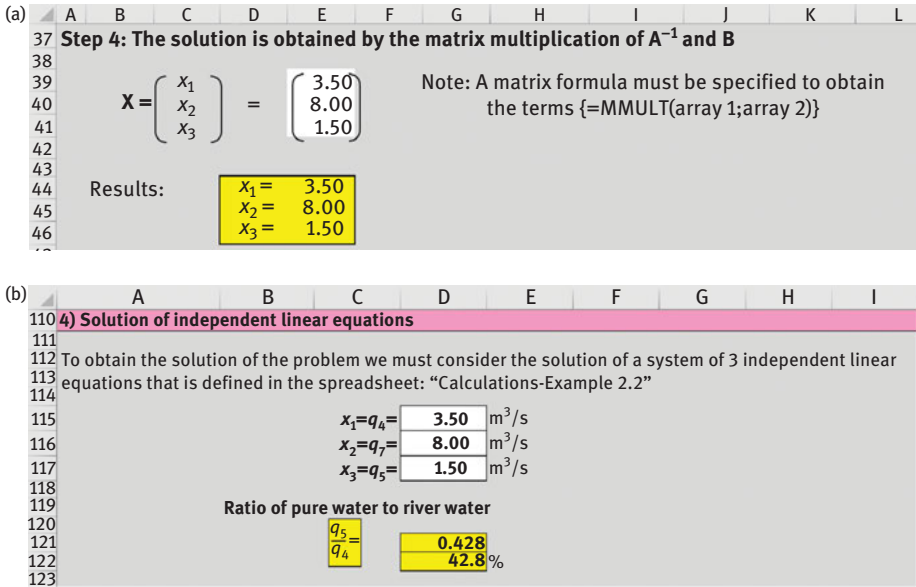 (a)
A B C D E F G H I J K L
37 Step 4: The solution is obtained by the matrix multiplication of A⁻¹ and B
38
39 x₁ 3.50 Note: A matrix formula must be specified to obtain
40 X = x₂ = 8.00 the terms {=MMULT(array 1;array 2)}
41 x₃ 1.50
42
43
44 Results: x₁ = 3.50
45 x₂ = 8.00
46 x₃ = 1.50
(b)
A B C D E F G H I
110 4) Solution of independent linear equations
111
112 To obtain the solution of the problem we must consider the solution of a system of 3 independent linear
113 equations that is defined in the spreadsheet: “Calculations-Example 2.2”
114
115 x₁=q₄= 3.50 m³/s
116 x₂=q₇= 8.00 m³/s
117 x₃=q₅= 1.50 m³/s
118
119 Ratio of pure water to river water
120
121 q₅/q₄= 0.428
122 42.8 %
123